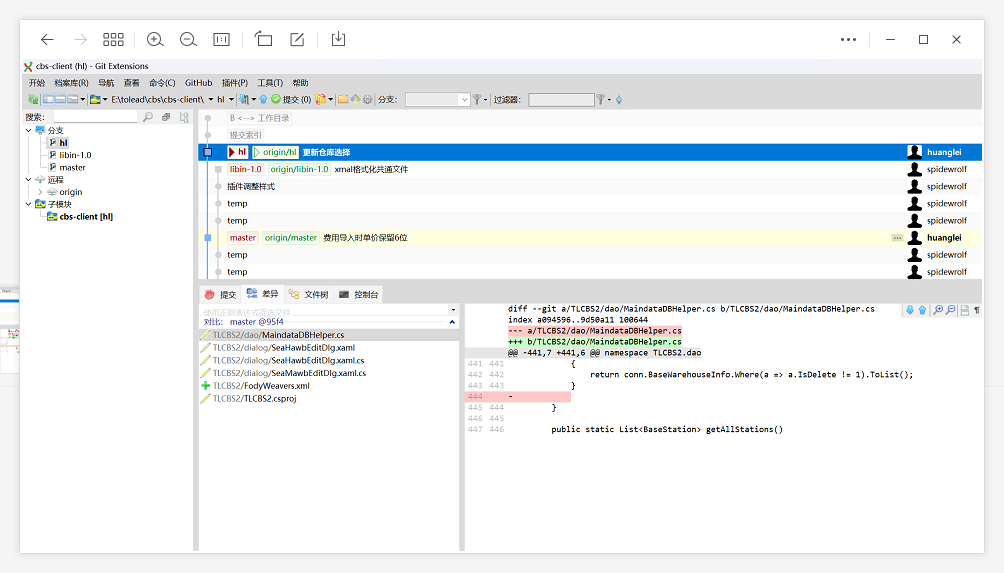 cbs-client (hl) - Git Extensions
开始 档案库(R) 导航 查看 命令(C) GitHub 插件(P) 工具(T) 帮助
E:\tolead\cbs\cbs-client\ hl 提交 (0) 分支: 过滤器:
搜索:
分支
hl
libin-1.0
master
远程
origin
子模块
cbs-client [hl]
B <--> 工作目录
提交索引
hl origin/hl 更新仓库选择 huanglei
libin-1.0 origin/libin-1.0 xmal格式化共通文件 spidewrolf
插件调整样式 spidewrolf
temp spidewrolf
temp spidewrolf
master origin/master 费用导入时单价保留6位 ... huanglei
temp spidewrolf
temp spidewrolf
提交 差异 文件树 控制台
使用正则表达式筛选文件
对比: master @95f4
TLCBS2/dao/MaindataDBHelper.cs
TLCBS2/dialog/SeaHawbEditDlg.xaml
TLCBS2/dialog/SeaHawbEditDlg.xaml.cs
TLCBS2/dialog/SeaMawbEditDlg.xaml.cs
TLCBS2/FodyWeavers.xml
TLCBS2/TLCBS2.csproj
diff --git a/TLCBS2/dao/MaindataDBHelper.cs b/TLCBS2/dao/MaindataDBHelper.cs
index a094596..9d50a11 100644
--- a/TLCBS2/dao/MaindataDBHelper.cs
+++ b/TLCBS2/dao/MaindataDBHelper.cs
@@ -441,7 +441,6 @@ namespace TLCBS2.dao
441 441 {
442 442 return conn.BaseWarehouseInfo.Where(a => a.IsDelete != 1).ToList();
443 443 }
444 -
445 444 }
446 445
447 446 public static List<BaseStation> getAllStations()